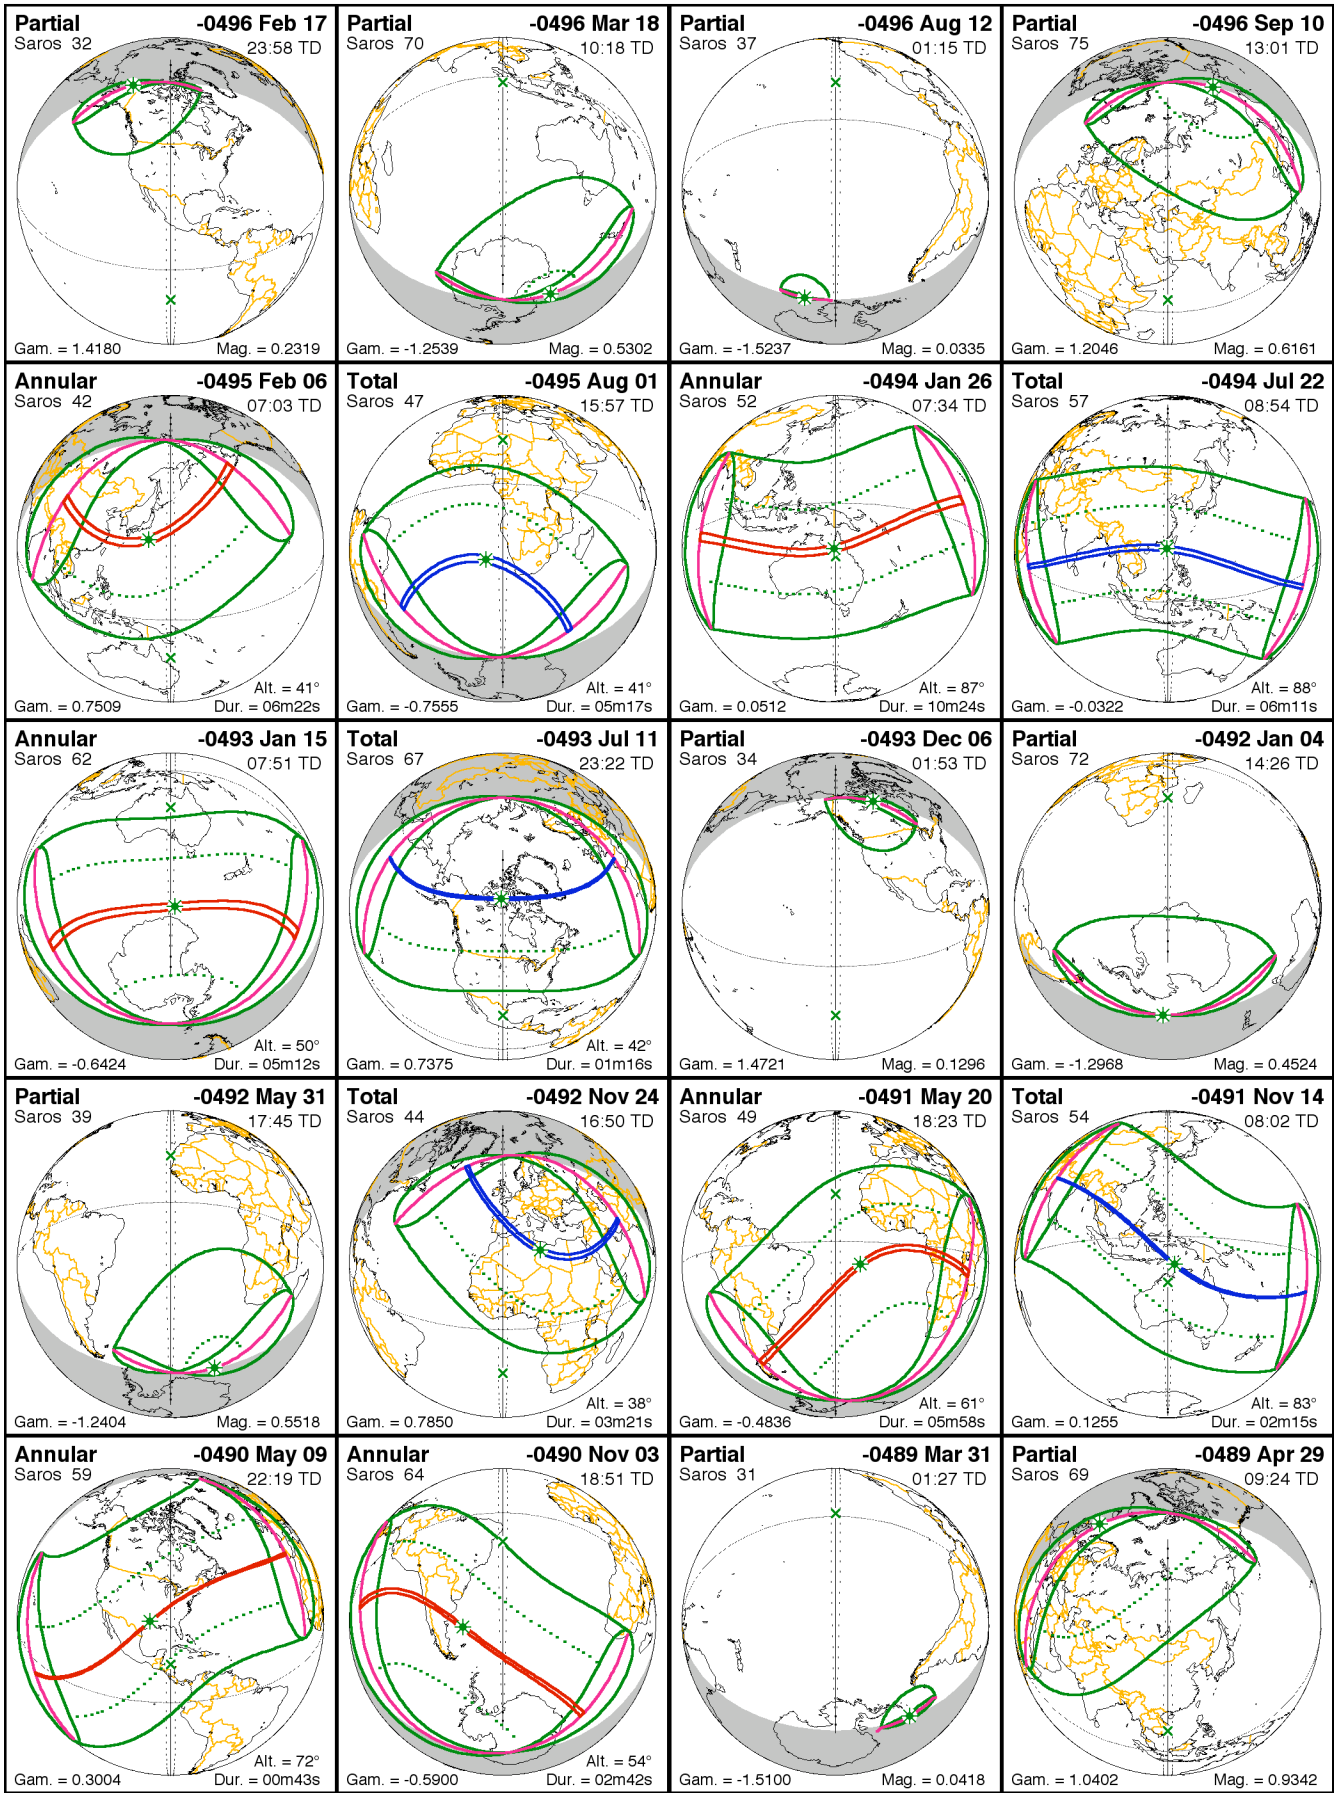 Partial -0496 Feb 17
Saros 32 23:58 TD
Gam. = 1.4180 Mag. = 0.2319
Partial -0496 Mar 18
Saros 70 10:18 TD
Gam. = -1.2539 Mag. = 0.5302
Partial -0496 Aug 12
Saros 37 01:15 TD
Gam. = -1.5237 Mag. = 0.0335
Partial -0496 Sep 10
Saros 75 13:01 TD
Gam. = 1.2046 Mag. = 0.6161
Annular -0495 Feb 06
Saros 42 07:03 TD
Alt. = 41°
Gam. = 0.7509 Dur. = 06m22s
Total -0495 Aug 01
Saros 47 15:57 TD
Alt. = 41°
Gam. = -0.7555 Dur. = 05m17s
Annular -0494 Jan 26
Saros 52 07:34 TD
Alt. = 87°
Gam. = 0.0512 Dur. = 10m24s
Total -0494 Jul 22
Saros 57 08:54 TD
Alt. = 88°
Gam. = -0.0322 Dur. = 06m11s
Annular -0493 Jan 15
Saros 62 07:51 TD
Alt. = 50°
Gam. = -0.6424 Dur. = 05m12s
Total -0493 Jul 11
Saros 67 23:22 TD
Alt. = 42°
Gam. = 0.7375 Dur. = 01m16s
Partial -0493 Dec 06
Saros 34 01:53 TD
Gam. = 1.4721 Mag. = 0.1296
Partial -0492 Jan 04
Saros 72 14:26 TD
Gam. = -1.2968 Mag. = 0.4524
Partial -0492 May 31
Saros 39 17:45 TD
Gam. = -1.2404 Mag. = 0.5518
Total -0492 Nov 24
Saros 44 16:50 TD
Alt. = 38°
Gam. = 0.7850 Dur. = 03m21s
Annular -0491 May 20
Saros 49 18:23 TD
Alt. = 61°
Gam. = -0.4836 Dur. = 05m58s
Total -0491 Nov 14
Saros 54 08:02 TD
Alt. = 83°
Gam. = 0.1255 Dur. = 02m15s
Annular -0490 May 09
Saros 59 22:19 TD
Alt. = 72°
Gam. = 0.3004 Dur. = 00m43s
Annular -0490 Nov 03
Saros 64 18:51 TD
Alt. = 54°
Gam. = -0.5900 Dur. = 02m42s
Partial -0489 Mar 31
Saros 31 01:27 TD
Gam. = -1.5100 Mag. = 0.0418
Partial -0489 Apr 29
Saros 69 09:24 TD
Gam. = 1.0402 Mag. = 0.9342